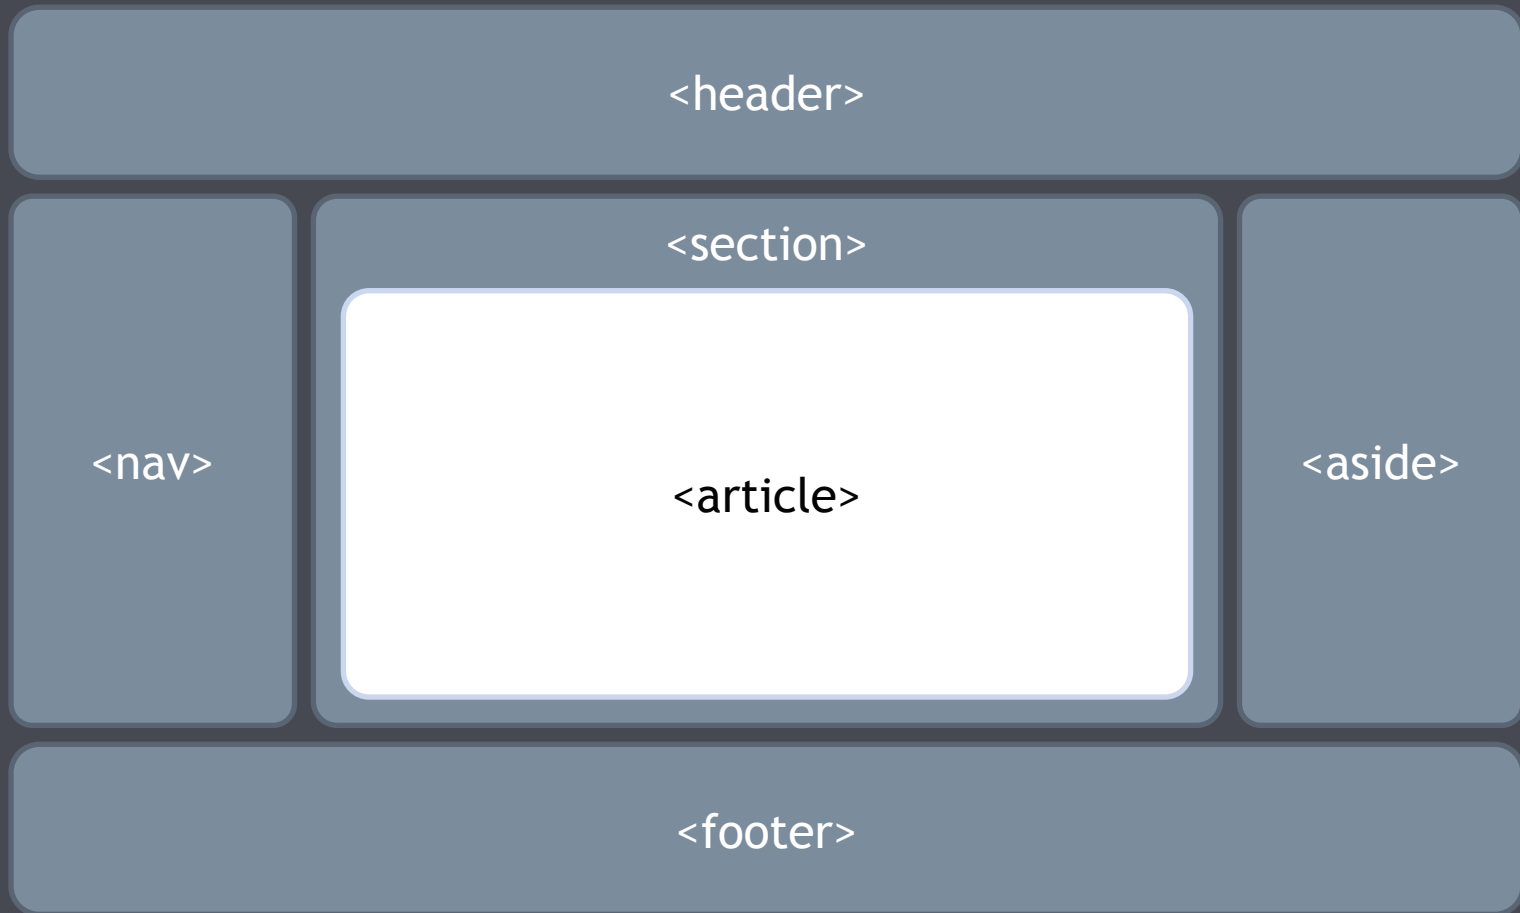 <header>
<section>
<nav>
<article>
<aside>
<footer>